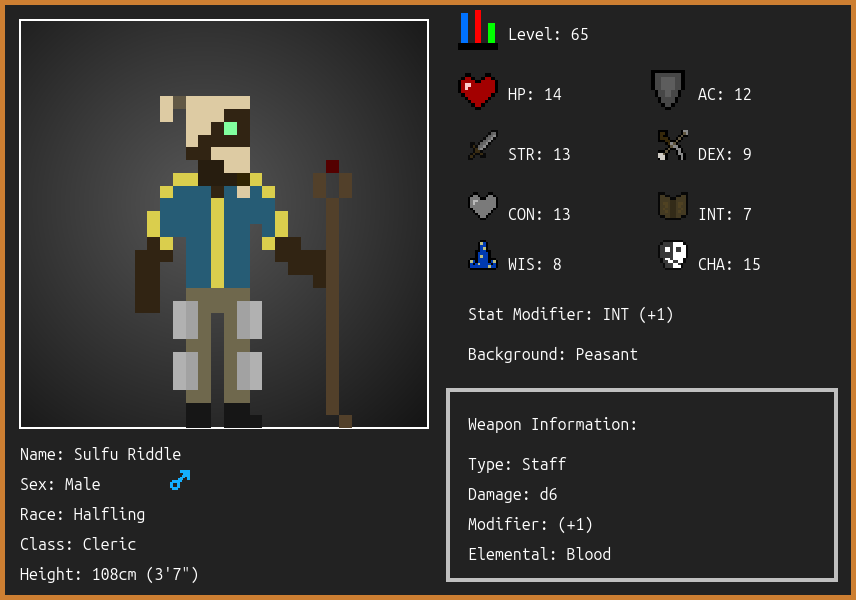 Level: 65
HP: 14
AC: 12
STR: 13
DEX: 9
CON: 13
INT: 7
WIS: 8
CHA: 15
Stat Modifier: INT (+1)
Background: Peasant
Weapon Information:
Type: Staff
Damage: d6
Modifier: (+1)
Elemental: Blood
Name: Sulfu Riddle
Sex: Male
Race: Halfling
Class: Cleric
Height: 108cm (3'7")